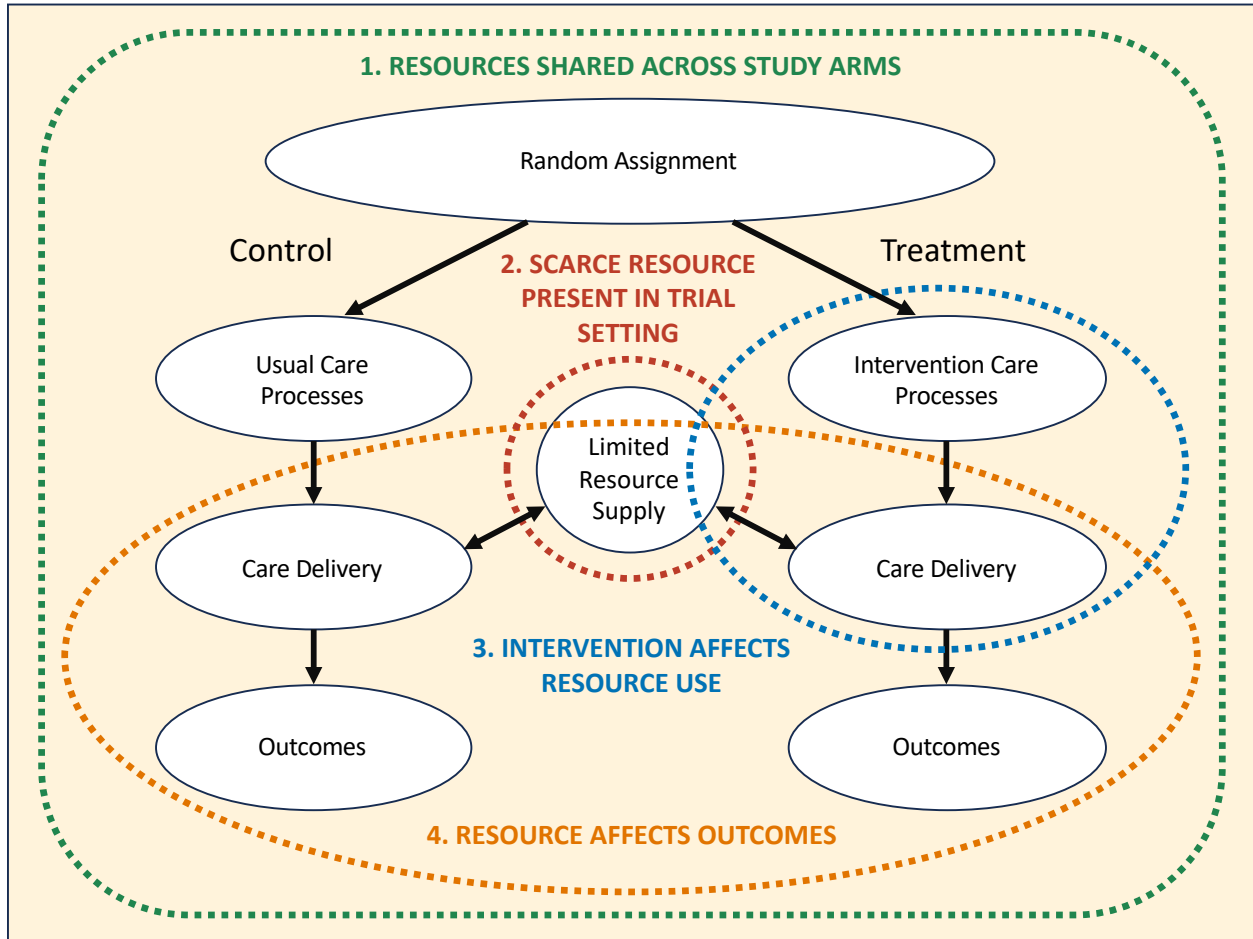 1. RESOURCES SHARED ACROSS STUDY ARMS
Random Assignment
Control
Treatment
2. SCARCE RESOURCE
PRESENT IN TRIAL
SETTING
Usual Care
Processes
Limited
Resource
Supply
Intervention Care
Processes
Care Delivery
Care Delivery
3. INTERVENTION AFFECTS
RESOURCE USE
Outcomes
Outcomes
4. RESOURCE AFFECTS OUTCOMES